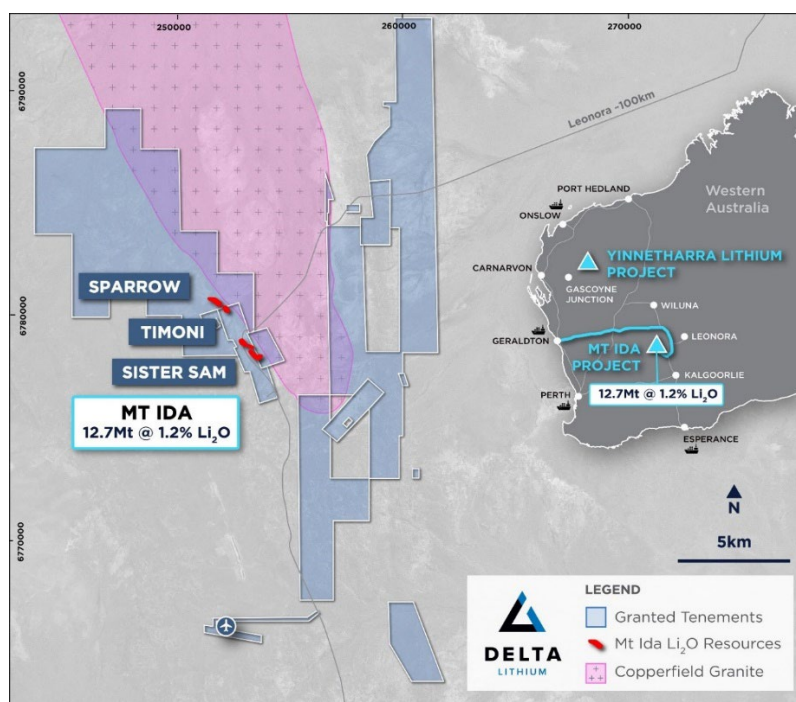 250000
260000
270000
6790000
6780000
6770000
Leonora ~100km
SPARROW
TIMONI
SISTER SAM
MT IDA
12.7Mt @ 1.2% Li₂O
Western
Australia
PORT HEDLAND
ONSLOW
YINNETHARRA LITHIUM
PROJECT
CARNARVON
GASCOYNE
JUNCTION
WILUNA
GERALDTON
LEONORA
MT IDA
PROJECT
KALGOORLIE
PERTH
12.7Mt @ 1.2% Li₂O
ESPERANCE
N
5km
DELTA
LITHIUM
LEGEND
Granted Tenements
Mt Ida Li₂O Resources
Copperfield Granite